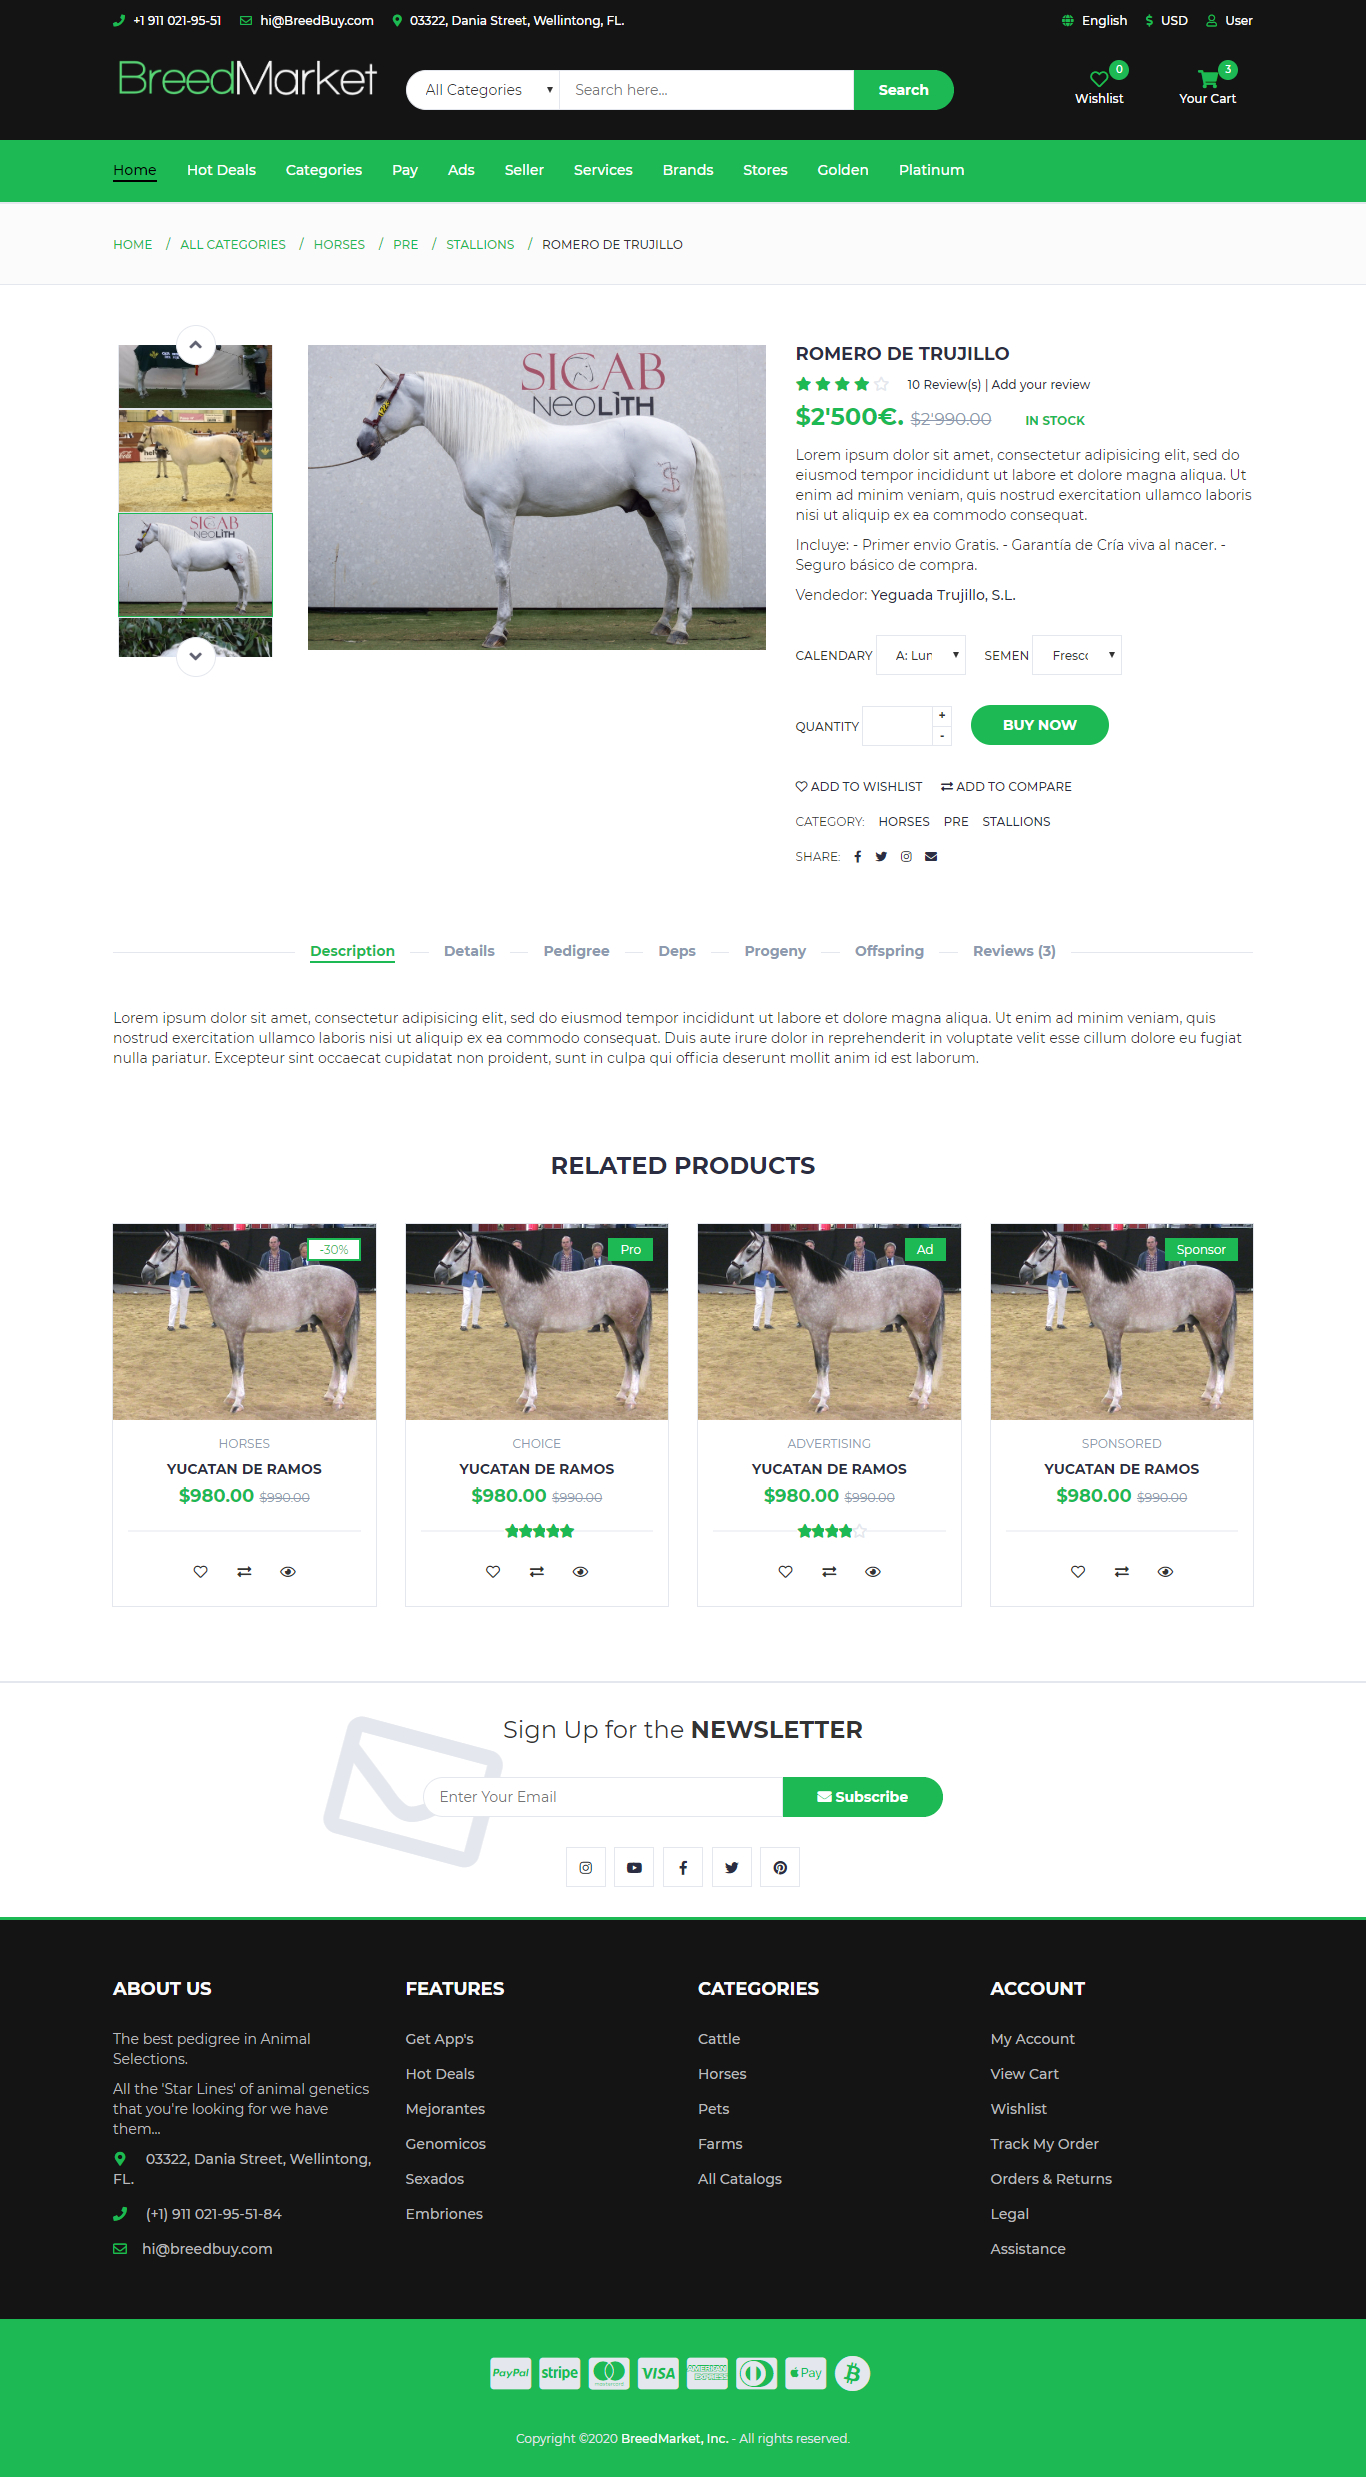 +1 911 021-95-51 hi@BreedBuy.com 03322, Dania Street, Wellintong, FL. English $ USD User
BreedMarket All Categories Search here... Search 0 Wishlist 3 Your Cart
Home Hot Deals Categories Pay Ads Seller Services Brands Stores Golden Platinum
HOME / ALL CATEGORIES / HORSES / PRE / STALLIONS / ROMERO DE TRUJILLO
SICAB
NEOLITH
SICAB
NEOLITH
ROMERO DE TRUJILLO
10 Review(s) | Add your review
$2'500€. $2'990.00 IN STOCK
Lorem ipsum dolor sit amet, consectetur adipisicing elit, sed do
eiusmod tempor incididunt ut labore et dolore magna aliqua. Ut
enim ad minim veniam, quis nostrud exercitation ullamco laboris
nisi ut aliquip ex ea commodo consequat.
Incluye: - Primer envio Gratis. - Garantía de Cría viva al nacer. -
Seguro básico de compra.
Vendedor: Yeguada Trujillo, S.L.
CALENDARY A: Lun SEMEN Fresco
QUANTITY + - BUY NOW
ADD TO WISHLIST ADD TO COMPARE
CATEGORY: HORSES PRE STALLIONS
SHARE:
Description Details Pedigree Deps Progeny Offspring Reviews (3)
Lorem ipsum dolor sit amet, consectetur adipisicing elit, sed do eiusmod tempor incididunt ut labore et dolore magna aliqua. Ut enim ad minim veniam, quis
nostrud exercitation ullamco laboris nisi ut aliquip ex ea commodo consequat. Duis aute irure dolor in reprehenderit in voluptate velit esse cillum dolore eu fugiat
nulla pariatur. Excepteur sint occaecat cupidatat non proident, sunt in culpa qui officia deserunt mollit anim id est laborum.
RELATED PRODUCTS
-30% Pro Ad Sponsor
HORSES CHOICE ADVERTISING SPONSORED
YUCATAN DE RAMOS YUCATAN DE RAMOS YUCATAN DE RAMOS YUCATAN DE RAMOS
$980.00 $990.00 $980.00 $990.00 $980.00 $990.00 $980.00 $990.00
Sign Up for the NEWSLETTER
Enter Your Email Subscribe
ABOUT US
The best pedigree in Animal
Selections.
All the 'Star Lines' of animal genetics
that you're looking for we have
them...
03322, Dania Street, Wellintong,
FL.
(+1) 911 021-95-51-84
hi@breedbuy.com
FEATURES
Get App's
Hot Deals
Mejorantes
Genomicos
Sexados
Embriones
CATEGORIES
Cattle
Horses
Pets
Farms
All Catalogs
ACCOUNT
My Account
View Cart
Wishlist
Track My Order
Orders & Returns
Legal
Assistance
PayPal stripe mastercard VISA AMERICAN EXPRESS Pay
Copyright ©2020 BreedMarket, Inc. - All rights reserved.